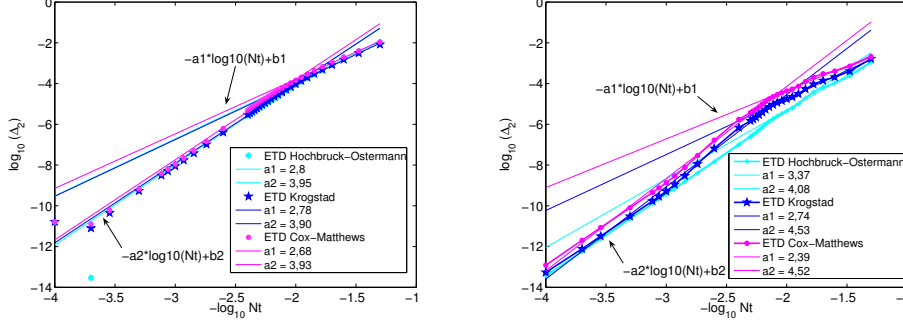 0
−2
−4
−6
−8
−10
−12
−14
log10 (Δ2)
−a1*log10(Nt)+b1
−a2*log10(Nt)+b2
ETD Hochbruck−Ostermann
a1 = 2,8
a2 = 3,95
ETD Krogstad
a1 = 2,78
a2 = 3,90
ETD Cox−Matthews
a1 = 2,68
a2 = 3,93
−4 −3.5 −3 −2.5 −2 −1.5 −1
−log10 Nt
0
−2
−4
−6
−8
−10
−12
−14
log10 (Δ2)
−a1*log10(Nt)+b1
−a2*log10(Nt)+b2
ETD Hochbruck−Ostermann
a1 = 3,37
a2 = 4,08
ETD Krogstad
a1 = 2,74
a2 = 4,53
ETD Cox−Matthews
a1 = 2,39
a2 = 4,52
−4 −3.5 −3 −2.5 −2 −1.5 −1
−log10 Nt